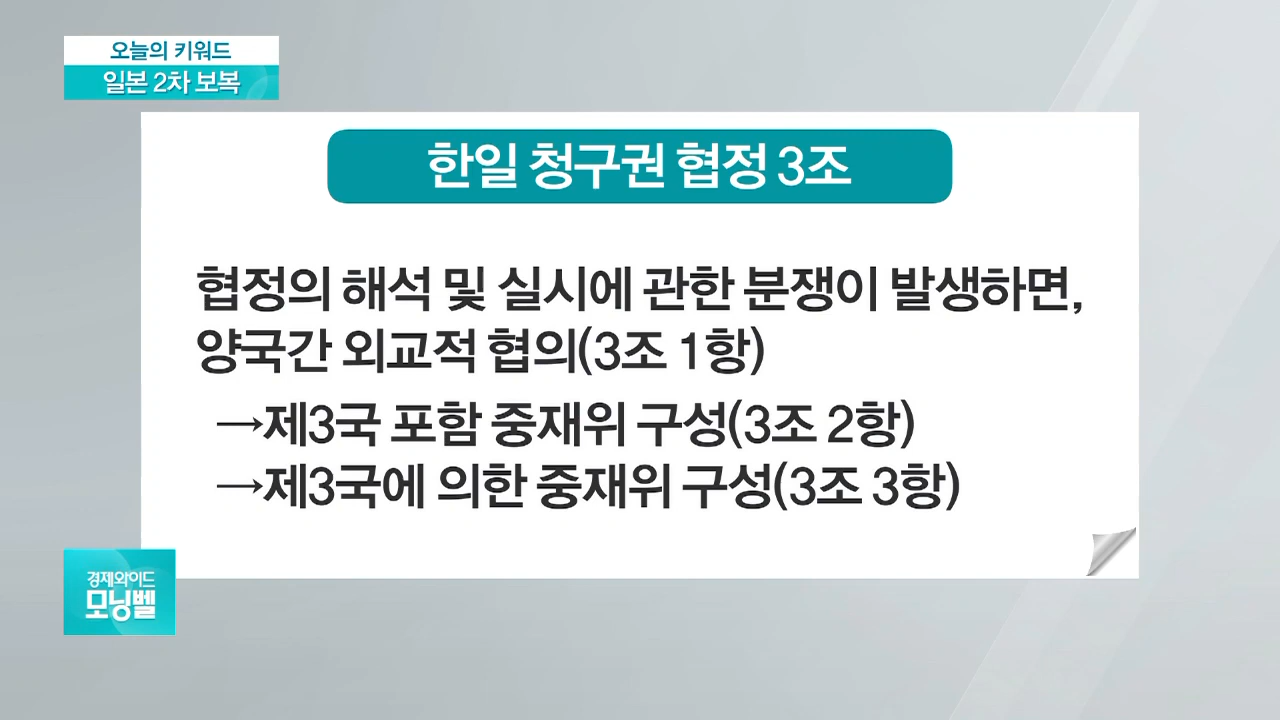 오늘의 키워드
일본 2차 보복
한일 청구권 협정 3조
협정의 해석 및 실시에 관한 분쟁이 발생하면,
양국간 외교적 협의(3조 1항)
→제3국 포함 중재위 구성(3조 2항)
→제3국에 의한 중재위 구성(3조 3항)
경제와이드
모닝벨